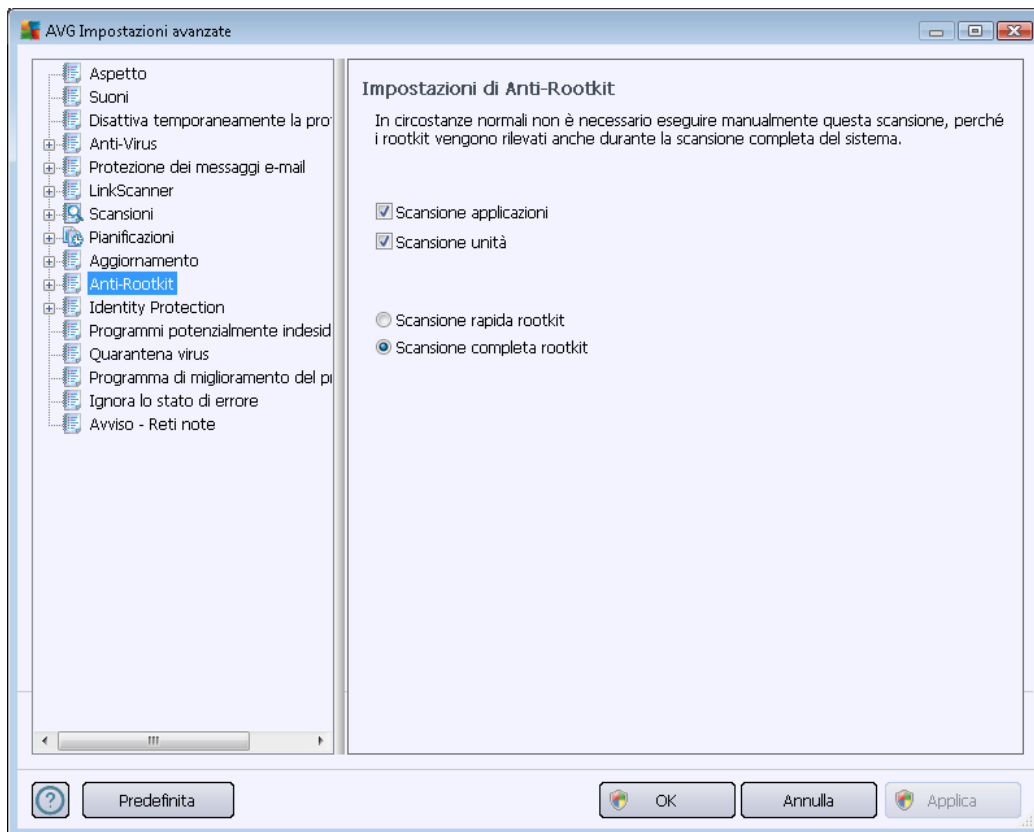 AVG Impostazioni avanzate
Aspetto
Suoni
Disattiva temporaneamente la pro
Anti-Virus
Protezione dei messaggi e-mail
LinkScanner
Scansioni
Pianificazioni
Aggiornamento
Anti-Rootkit
Identity Protection
Programmi potenzialmente indesid
Quarantena virus
Programma di miglioramento del pr
Ignora lo stato di errore
Avviso - Reti note
Impostazioni di Anti-Rootkit
In circostanze normali non è necessario eseguire manualmente questa scansione, perché
i rootkit vengono rilevati anche durante la scansione completa del sistema.
Scansione applicazioni
Scansione unità
Scansione rapida rootkit
Scansione completa rootkit
?
Predefinita
OK
Annulla
Applica